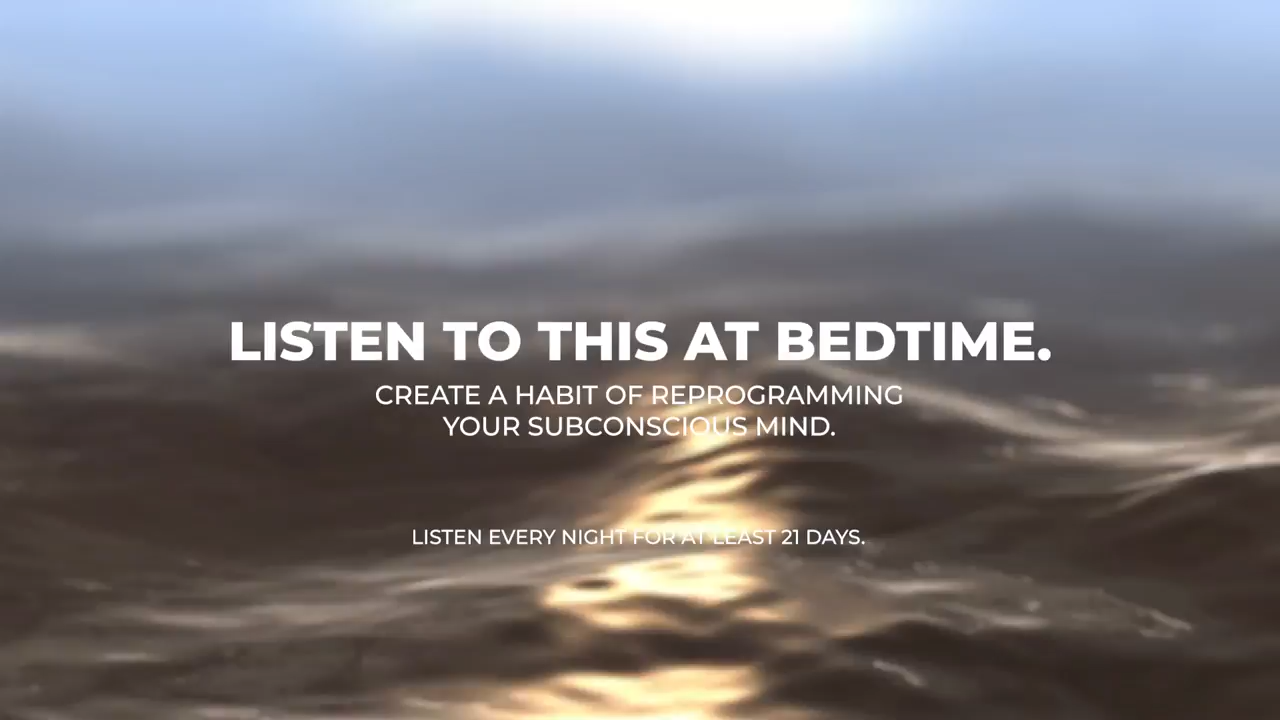 LISTEN TO THIS AT BEDTIME.
CREATE A HABIT OF REPROGRAMMING
YOUR SUBCONSCIOUS MIND.
LISTEN EVERY NIGHT FOR AT LEAST 21 DAYS.